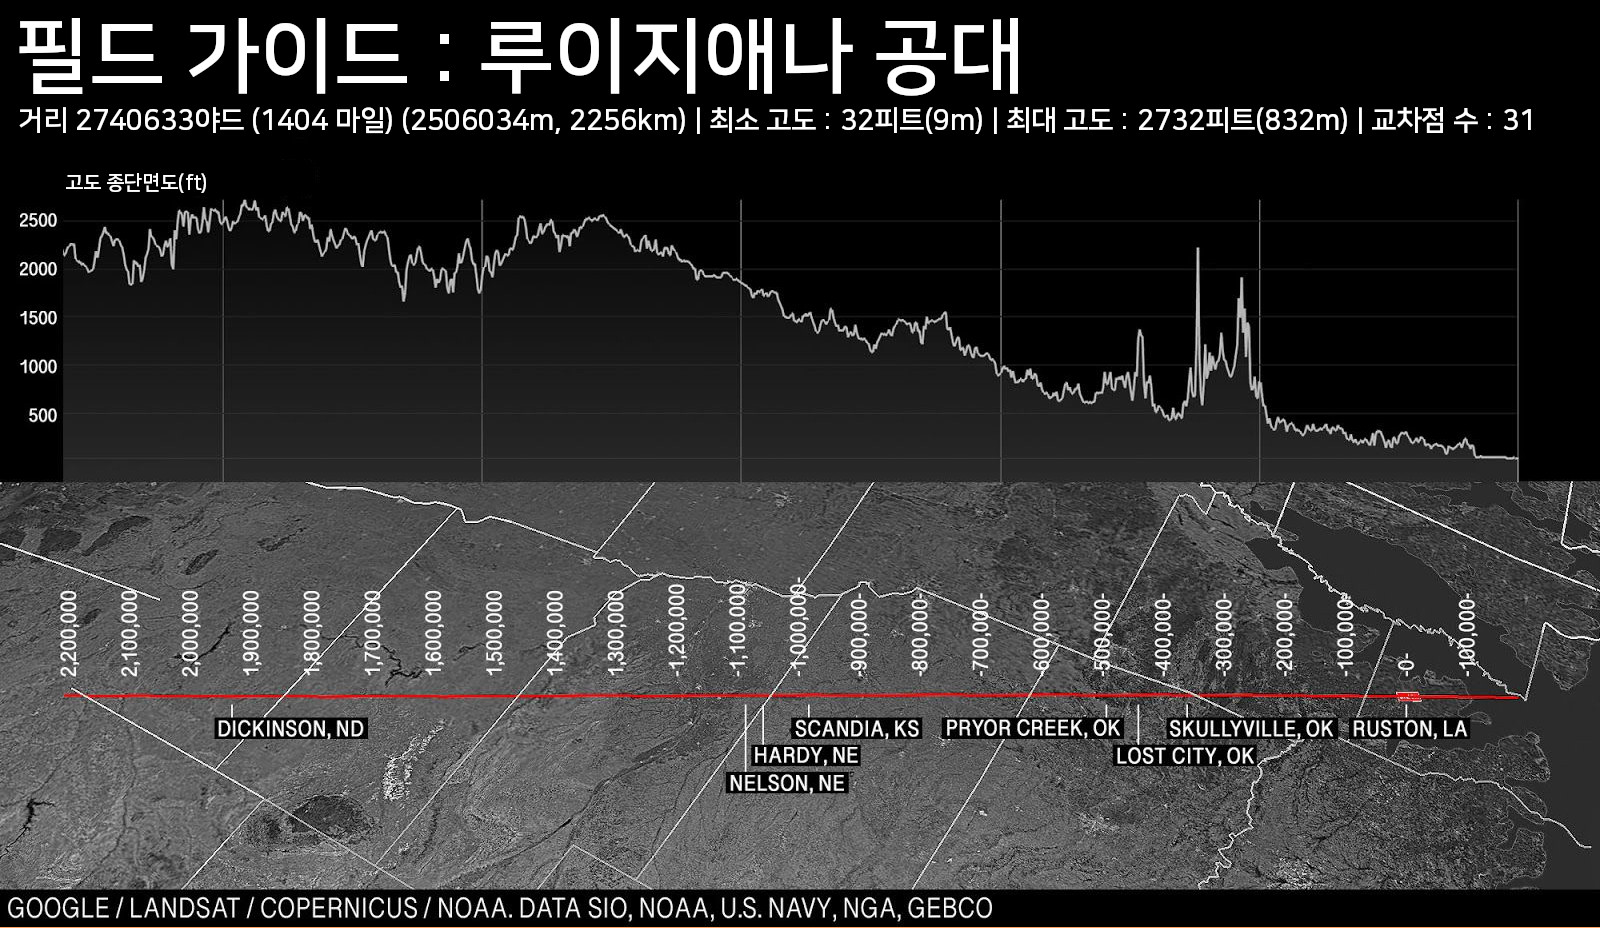 필드 가이드 : 루이지애나 공대
거리 2740633야드 (1404 마일) (2506034m, 2256km) | 최소 고도 : 32피트(9m) | 최대 고도 : 2732피트(832m) | 교차점 수 : 31
고도 종단면도(ft)
2500
2000
1500
1000
500
2,200,000
2,100,000
2,000,000
1,900,000
1,800,000
1,700,000
1,600,000
1,500,000
1,400,000
1,300,000
1,200,000-
-1,100,000
-1,000,000-
-900,000-
-800,000-
-700,000-
-600,000-
-500,000-
-400,000-
-300,000-
-200,000-
-100,000-
-0-
-100,000-
DICKINSON, ND
SCANDIA, KS
PRYOR CREEK, OK
SKULLYVILLE, OK
RUSTON, LA
HARDY, NE
LOST CITY, OK
NELSON, NE
GOOGLE / LANDSAT / COPERNICUS / NOAA. DATA SIO, NOAA, U.S. NAVY, NGA, GEBCO